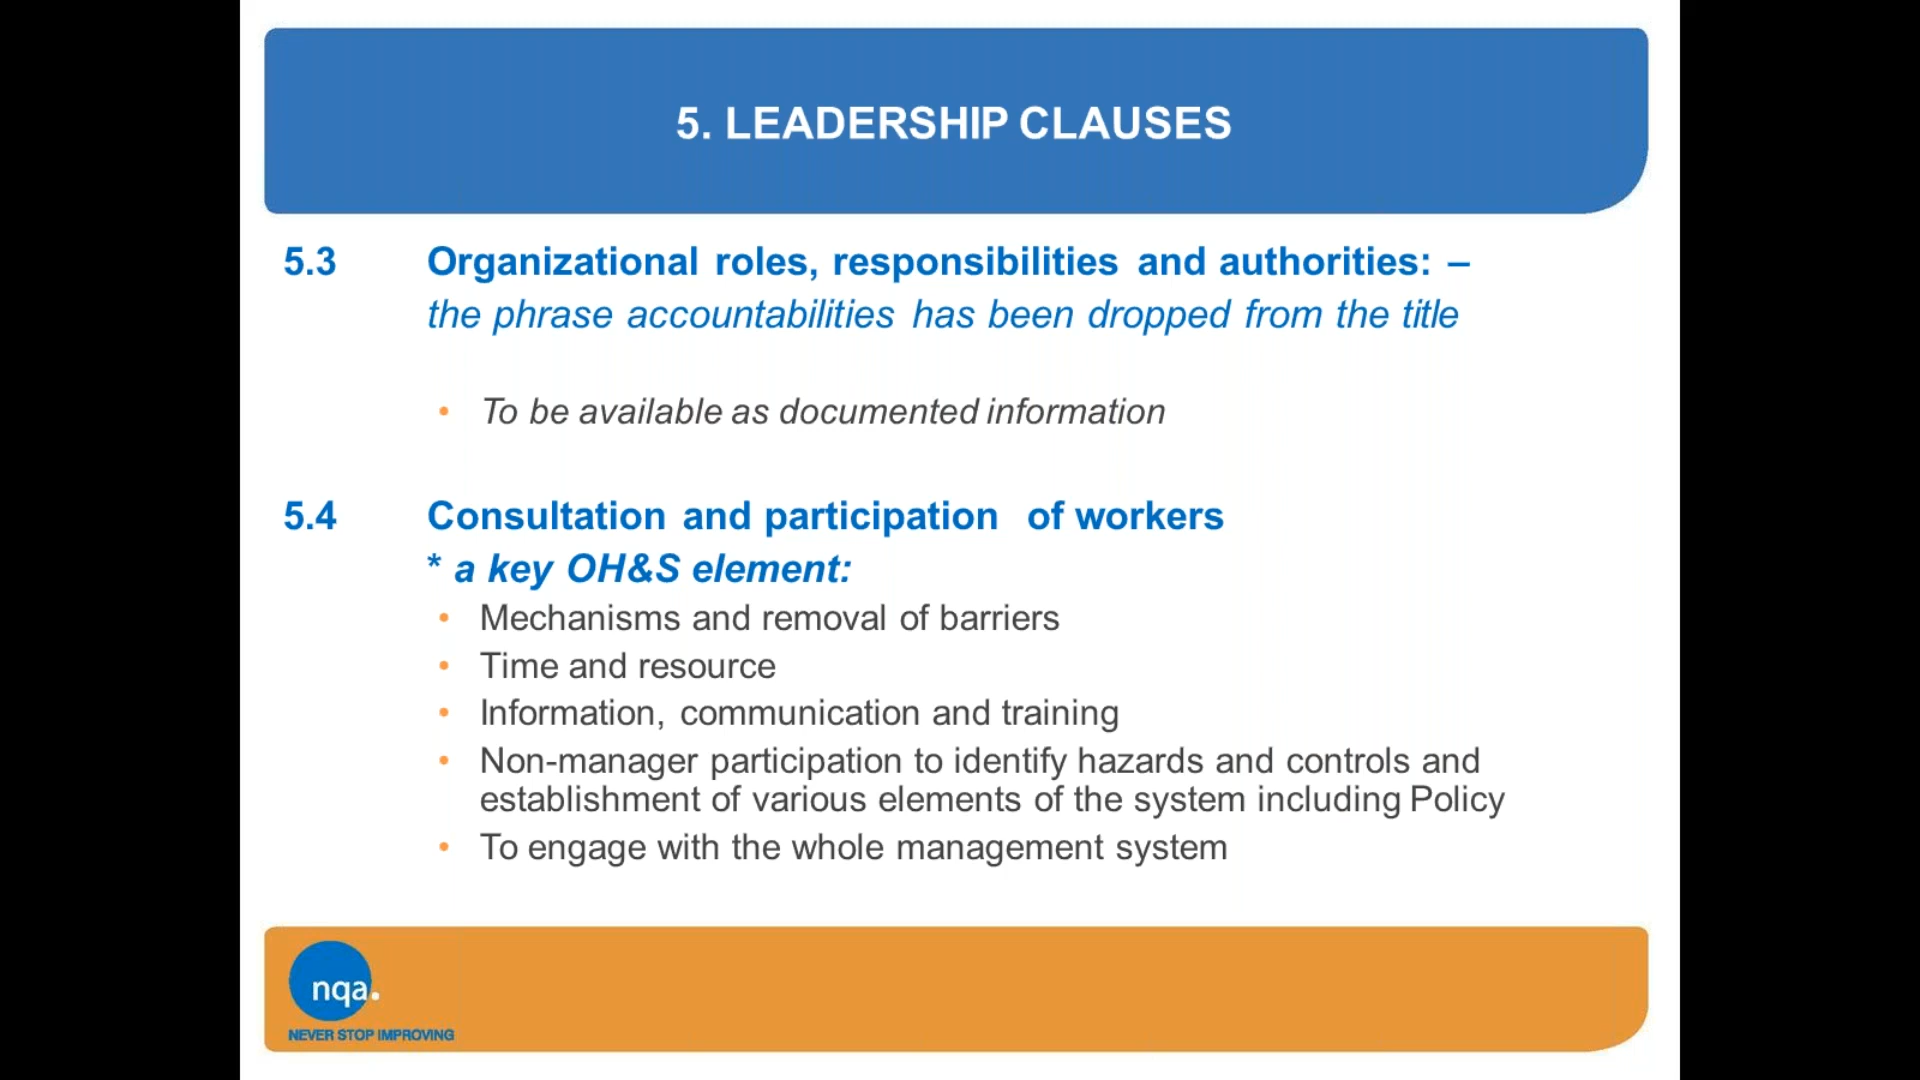 5. LEADERSHIP CLAUSES
5.3 Organizational roles, responsibilities and authorities: –
the phrase accountabilities has been dropped from the title
• To be available as documented information
5.4 Consultation and participation of workers
* a key OH&S element:
• Mechanisms and removal of barriers
• Time and resource
• Information, communication and training
• Non-manager participation to identify hazards and controls and
establishment of various elements of the system including Policy
• To engage with the whole management system
nqa.
NEVER STOP IMPROVING